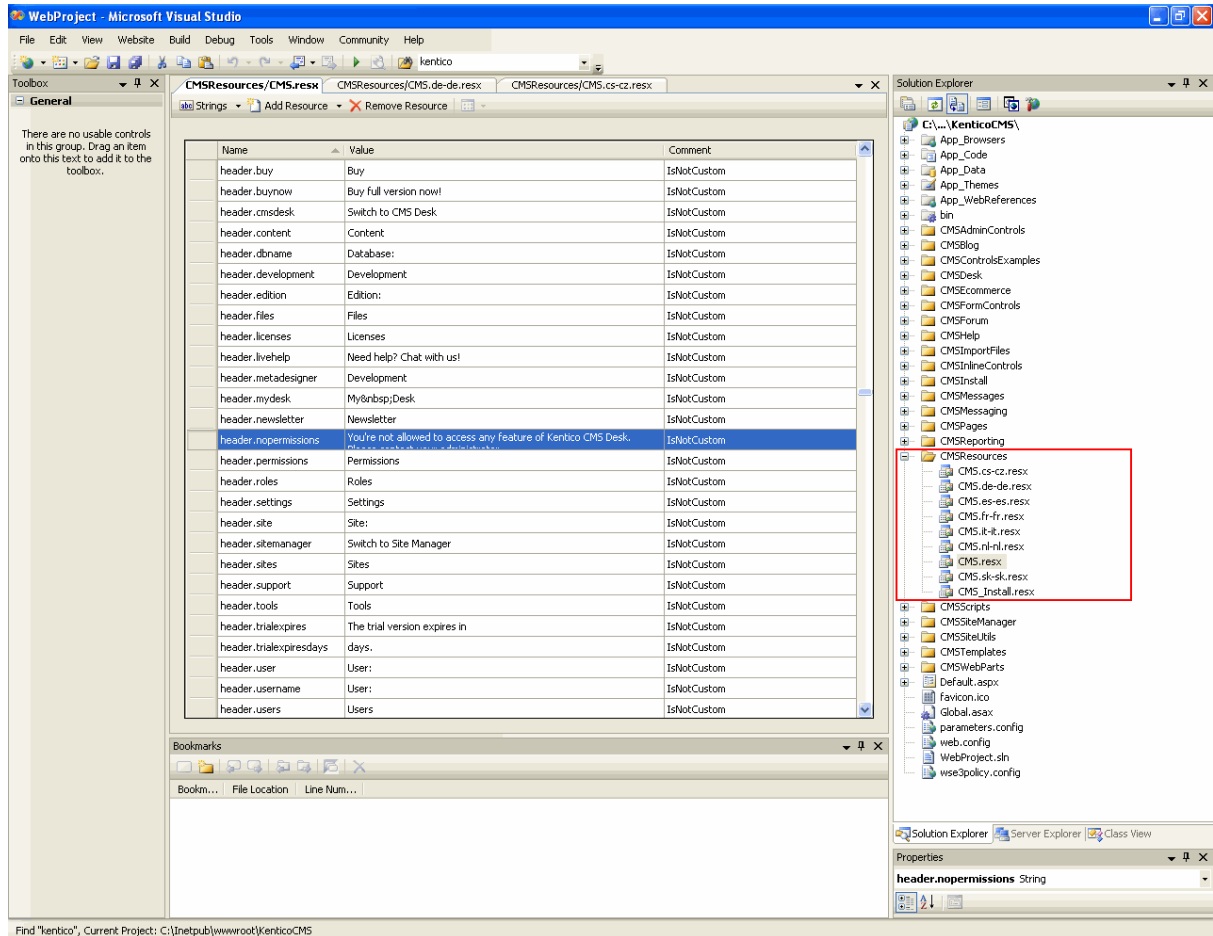 WebProject - Microsoft Visual Studio
File Edit View Website Build Debug Tools Window Community Help
kentico
Toolbox
General
There are no usable controls
in this group. Drag an item
onto this text to add it to the
toolbox.
CMSResources/CMS.resx CMSResources/CMS.de-de.resx CMSResources/CMS.cs-cz.resx
abc Strings Add Resource Remove Resource
Name Value Comment
header.buy Buy IsNotCustom
header.buynow Buy full version now! IsNotCustom
header.cmsdesk Switch to CMS Desk IsNotCustom
header.content Content IsNotCustom
header.dbname Database: IsNotCustom
header.development Development IsNotCustom
header.edition Edition: IsNotCustom
header.files Files IsNotCustom
header.licenses Licenses IsNotCustom
header.livehelp Need help? Chat with us! IsNotCustom
header.metadesigner Development IsNotCustom
header.mydesk My&nbsp;Desk IsNotCustom
header.newsletter Newsletter IsNotCustom
header.nopermissions You're not allowed to access any feature of Kentico CMS Desk. IsNotCustom
header.permissions Permissions IsNotCustom
header.roles Roles IsNotCustom
header.settings Settings IsNotCustom
header.site Site: IsNotCustom
header.sitemanager Switch to Site Manager IsNotCustom
header.sites Sites IsNotCustom
header.support Support IsNotCustom
header.tools Tools IsNotCustom
header.trialexpires The trial version expires in IsNotCustom
header.trialexpiresdays days. IsNotCustom
header.user User: IsNotCustom
header.username User: IsNotCustom
header.users Users IsNotCustom
Bookmarks
Bookm... File Location Line Num...
Solution Explorer
C:\...\KenticoCMS\
App_Browsers
App_Code
App_Data
App_Themes
App_WebReferences
bin
CMSAdminControls
CMSBlog
CMSControlsExamples
CMSDesk
CMSEcommerce
CMSFormControls
CMSForum
CMSHelp
CMSImportFiles
CMSInlineControls
CMSInstall
CMSMessages
CMSMessaging
CMSPages
CMSReporting
CMSResources
CMS.cs-cz.resx
CMS.de-de.resx
CMS.es-es.resx
CMS.fr-fr.resx
CMS.it-it.resx
CMS.nl-nl.resx
CMS.resx
CMS.sk-sk.resx
CMS_Install.resx
CMSScripts
CMSSiteManager
CMSSiteUtils
CMSTemplates
CMSWebParts
Default.aspx
favicon.ico
Global.asax
parameters.config
web.config
WebProject.sln
wse3policy.config
Solution Explorer Server Explorer Class View
Properties
header.nopermissions String
Find "kentico", Current Project: C:\Inetpub\wwwroot\KenticoCMS